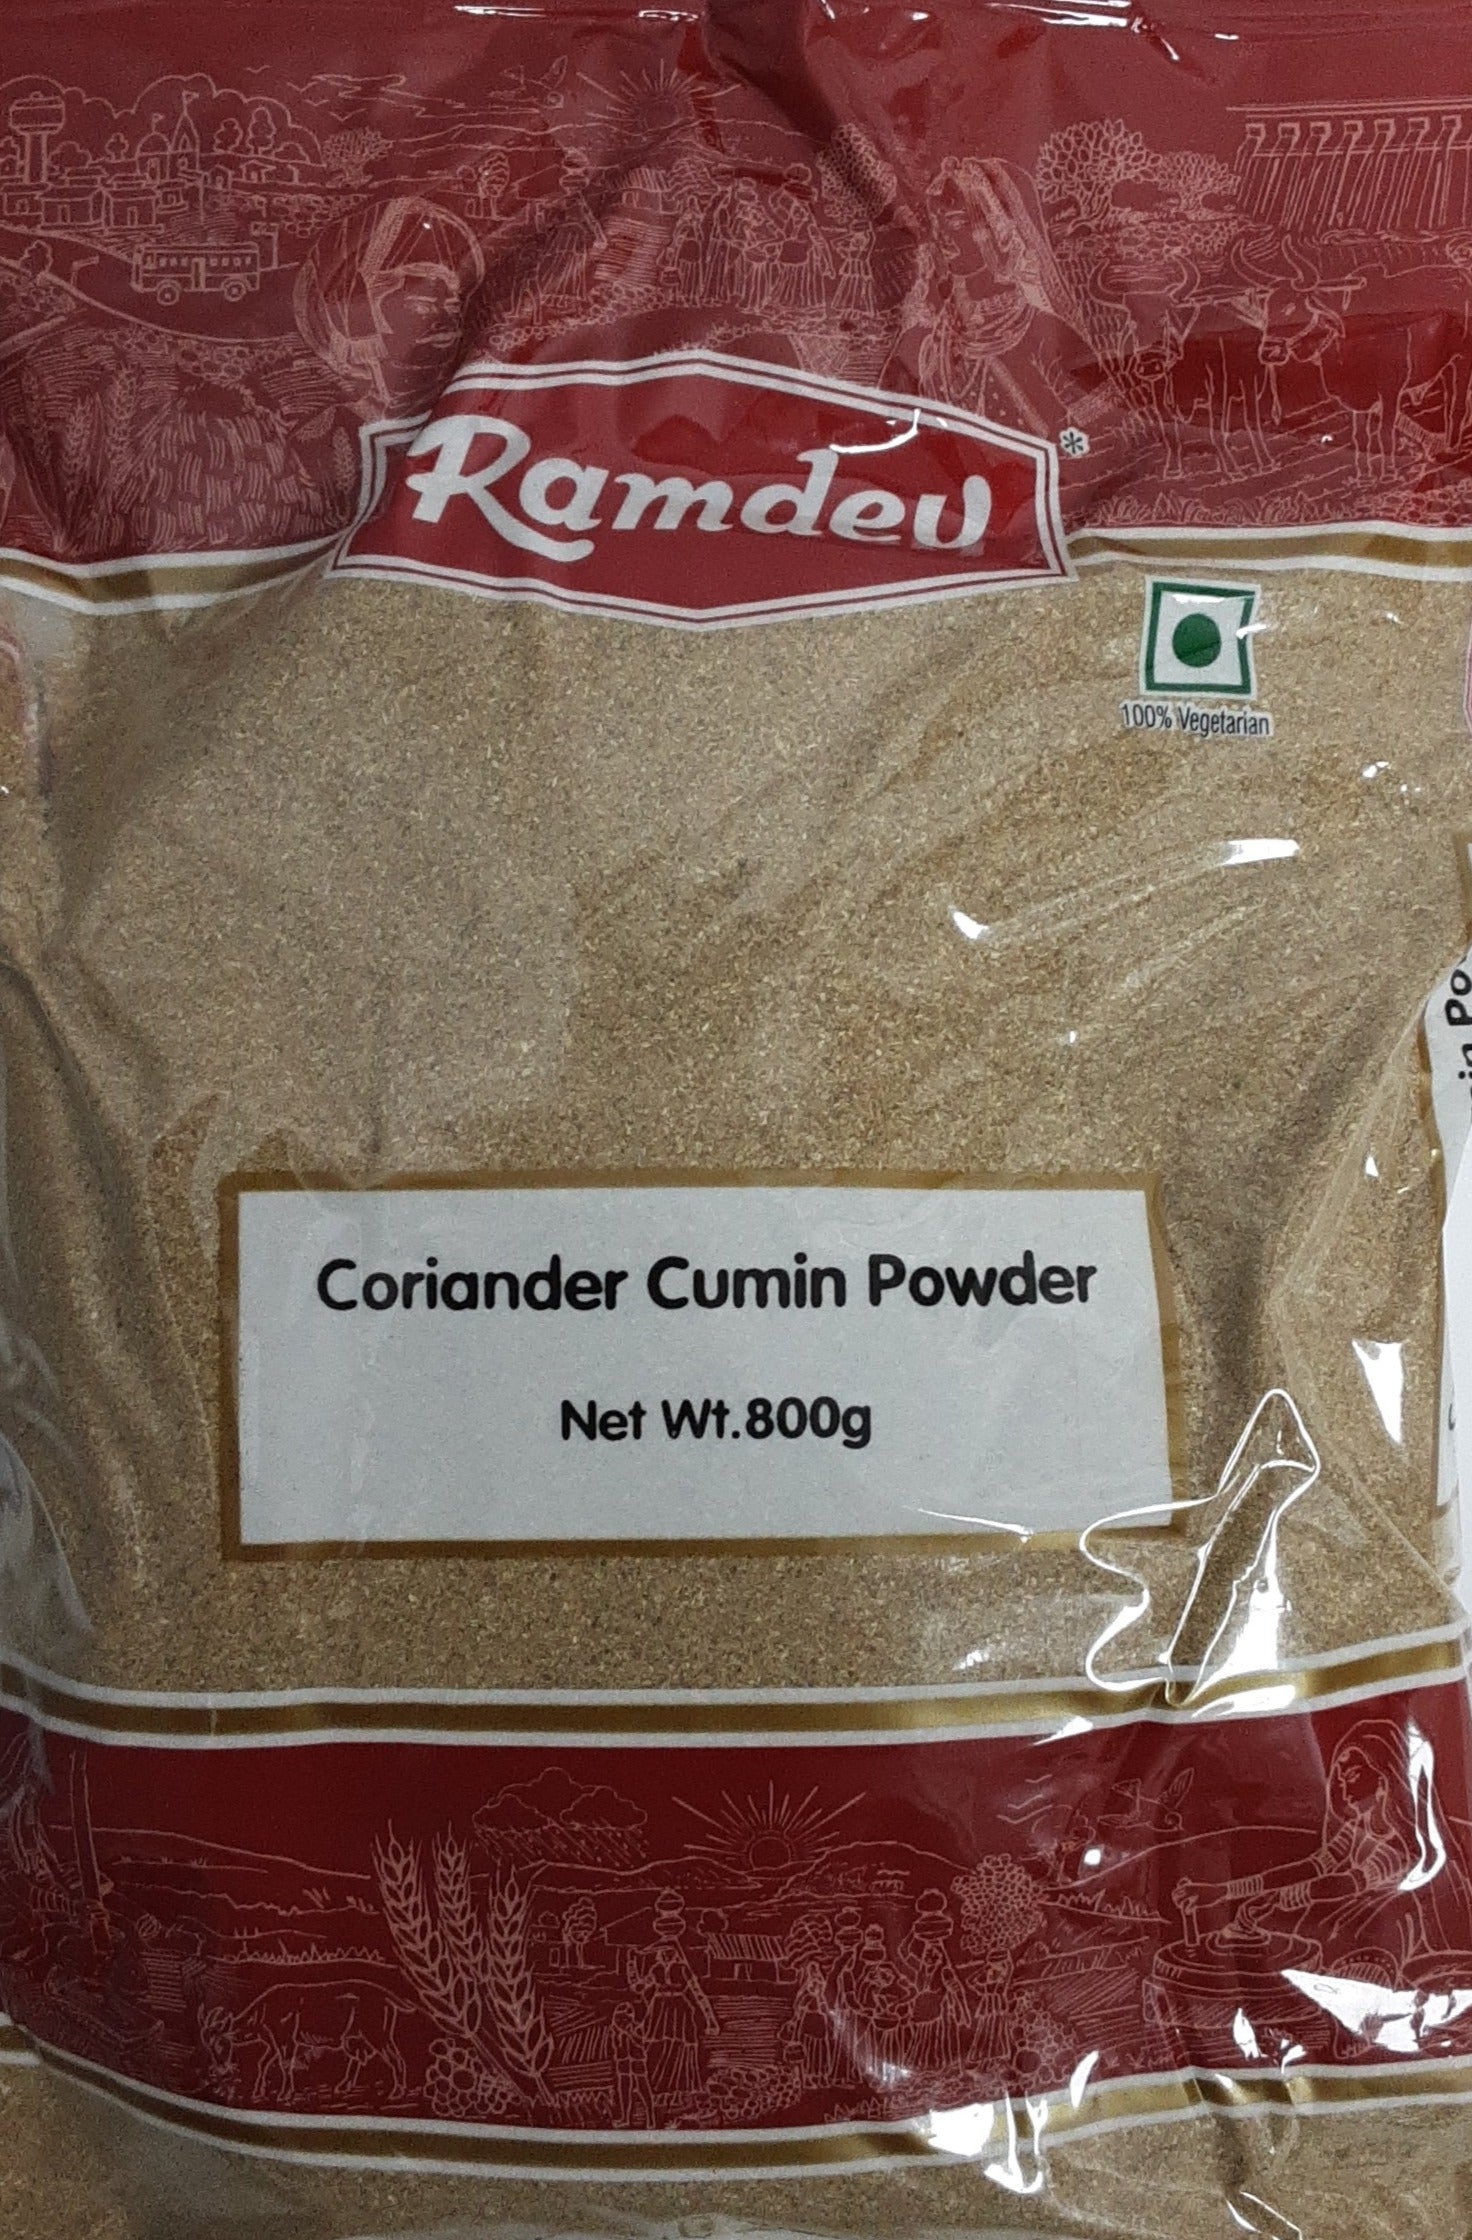 Ramdev
100% Vegetarian
Coriander Cumin Powder
Net Wt.800g